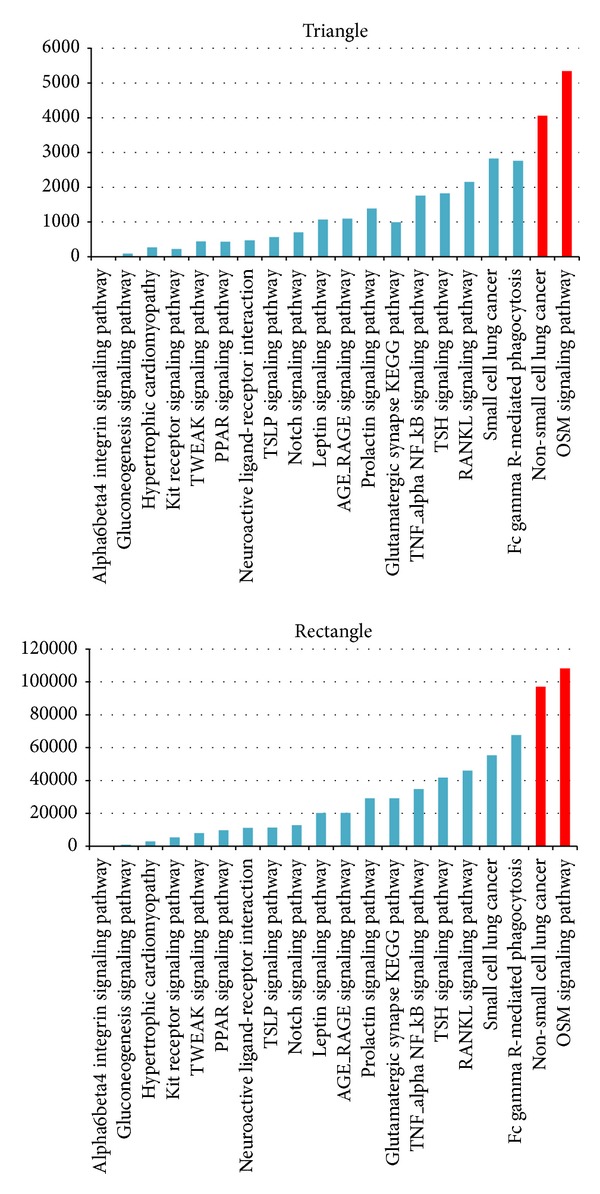 Triangle
6000
5000
4000
3000
2000
1000
0
Alpha6beta4 integrin signaling pathway
Gluconeogenesis signaling pathway
Hypertrophic cardiomyopathy
Kit receptor signaling pathway
TWEAK signaling pathway
PPAR signaling pathway
Neuroactive ligand-receptor interaction
TSLP signaling pathway
Notch signaling pathway
Leptin signaling pathway
AGE_RAGE signaling pathway
Prolactin signaling pathway
Glutamatergic synapse KEGG pathway
TNF_alpha NF_kB signaling pathway
TSH signaling pathway
RANKL signaling pathway
Small cell lung cancer
Fc gamma R-mediated phagocytosis
Non-small cell lung cancer
OSM signaling pathway
Rectangle
120000
100000
80000
60000
40000
20000
0
Alpha6beta4 integrin signaling pathway
Gluconeogenesis signaling pathway
Hypertrophic cardiomyopathy
Kit receptor signaling pathway
TWEAK signaling pathway
PPAR signaling pathway
Neuroactive ligand-receptor interaction
TSLP signaling pathway
Notch signaling pathway
Leptin signaling pathway
AGE_RAGE signaling pathway
Prolactin signaling pathway
Glutamatergic synapse KEGG pathway
TNF_alpha NF_kB signaling pathway
TSH signaling pathway
RANKL signaling pathway
Small cell lung cancer
Fc gamma R-mediated phagocytosis
Non-small cell lung cancer
OSM signaling pathway